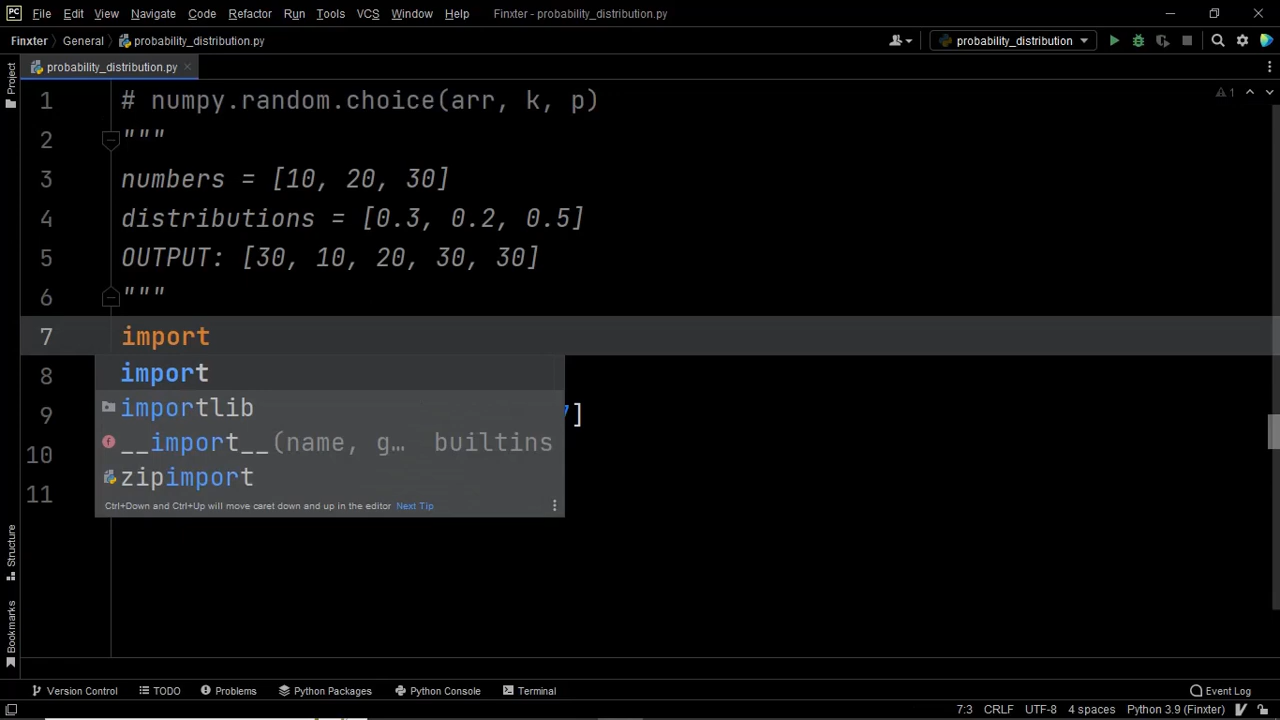 PC File Edit View Navigate Code Refactor Run Tools VCS Window Help Finxter - probability_distribution.py
Finxter General probability_distribution.py probability_distribution
Project
probability_distribution.py
1 # numpy.random.choice(arr, k, p)
1
2 """
3 numbers = [10, 20, 30]
4 distributions = [0.3, 0.2, 0.5]
5 OUTPUT: [30, 10, 20, 30, 30]
6 """
7 import
8 import
importlib
9 ]
__import__(name, g... builtins
10
zipimport
11
Ctrl+Down and Ctrl+Up will move caret down and up in the editor Next Tip
Structure
Bookmarks
Version Control TODO Problems Python Packages Python Console Terminal Event Log
7:3 CRLF UTF-8 4 spaces Python 3.9 (Finxter)